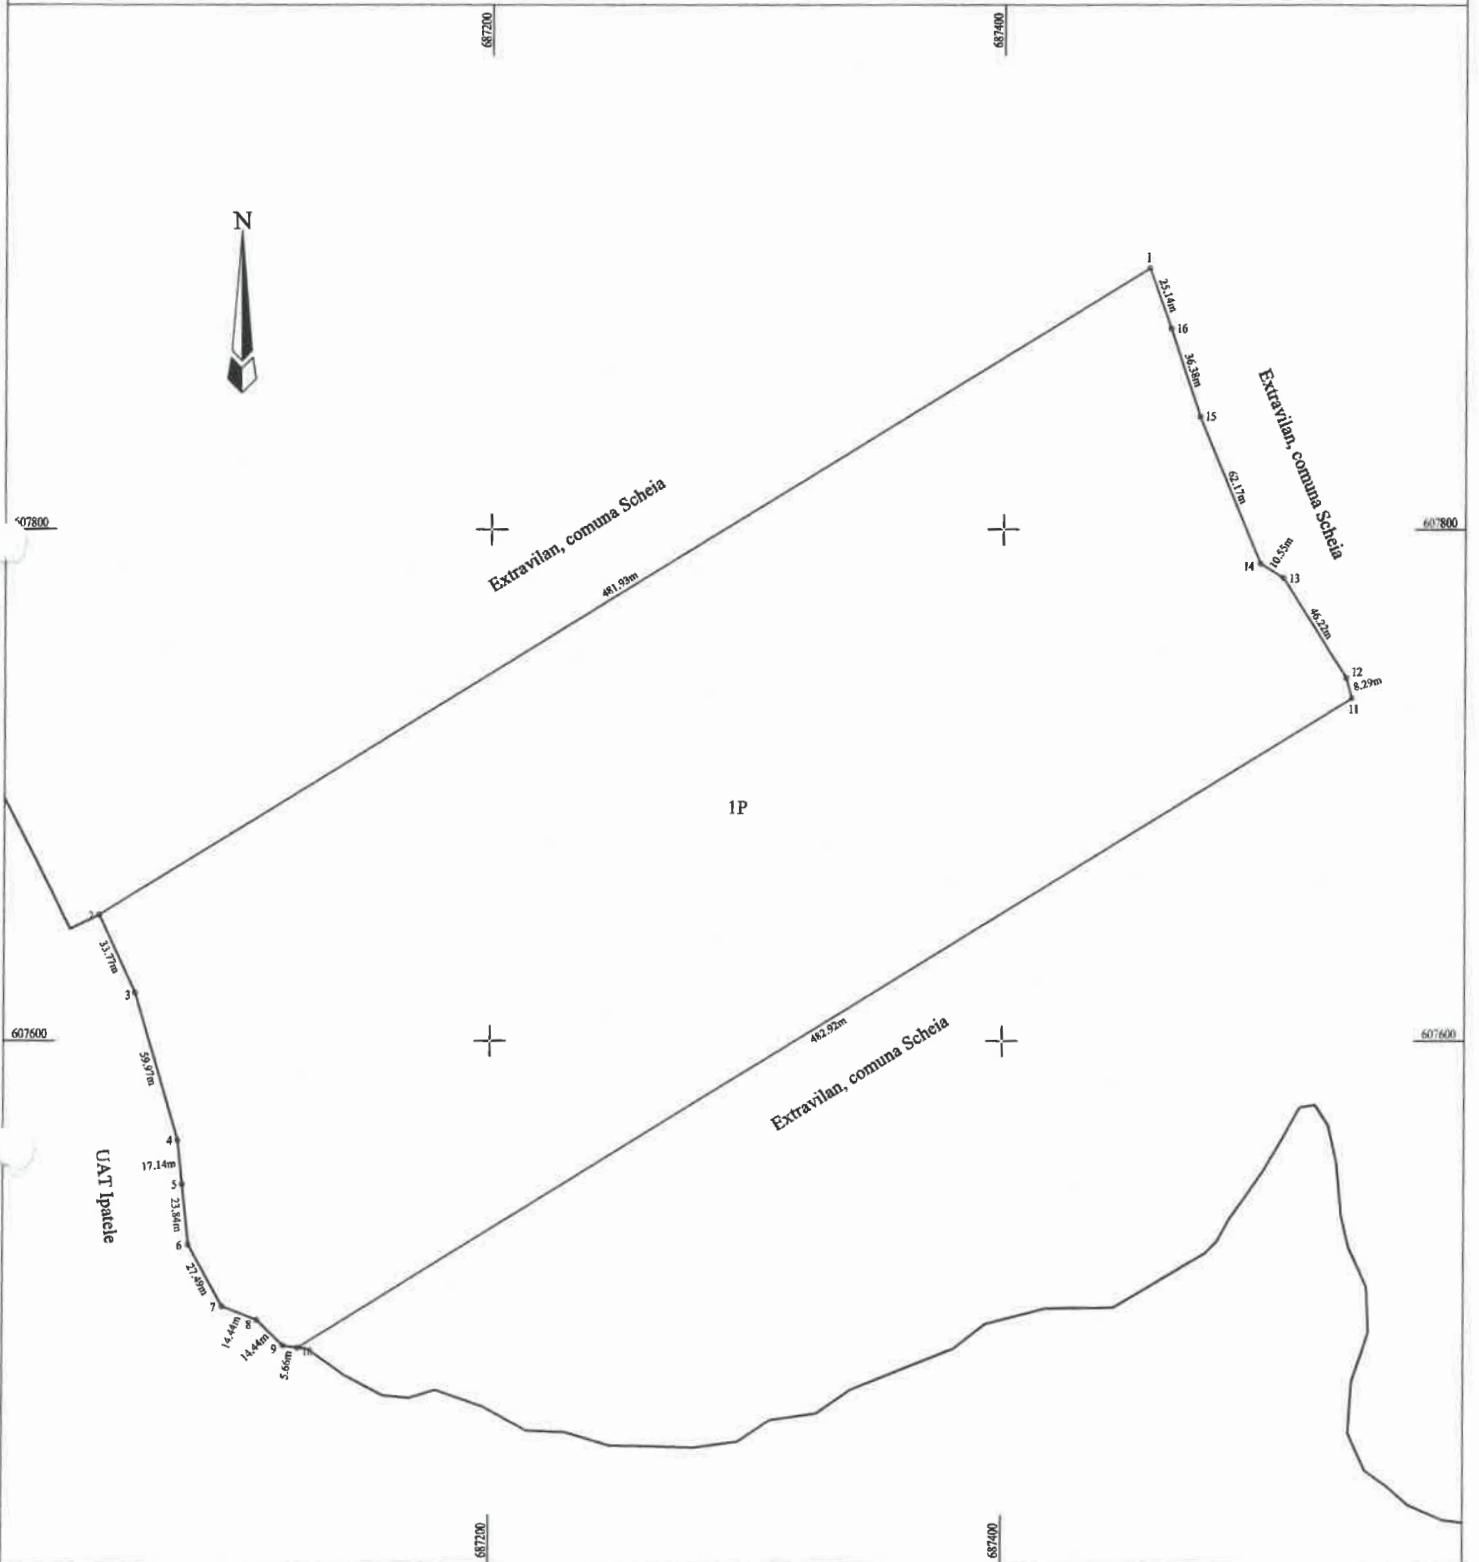 687200
687400
N
1
25.14m
16
36.38m
15
Extravilan, comuna Scheia
62.17m
Extravilan, comuna Scheia
607800
607800
10.55m
14
13
481.93m
46.22m
12
8.29m
11
1P
2
33.77m
3
482.92m
Extravilan, comuna Scheia
607600
607600
59.97m
4
17.14m
UAT Ipatele
5
23.84m
6
27.49m
7
8
14.44m
14.44m
9
10
5.66m
687200
687400